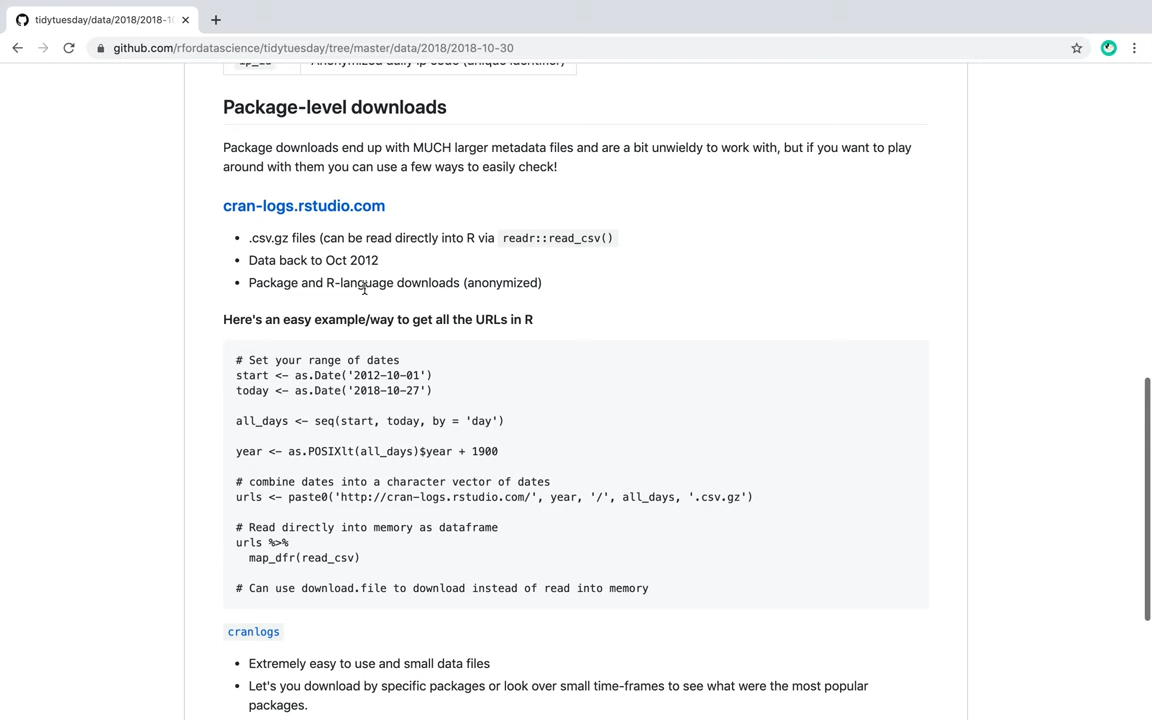 tidytuesday/data/2018/2018-10
github.com/rfordatascience/tidytuesday/tree/master/data/2018/2018-10-30
ip_id Anonymized daily ip code (unique identifier)
Package-level downloads
Package downloads end up with MUCH larger metadata files and are a bit unwieldy to work with, but if you want to play
around with them you can use a few ways to easily check!
cran-logs.rstudio.com
.csv.gz files (can be read directly into R via readr::read_csv()
Data back to Oct 2012
Package and R-language downloads (anonymized)
Here's an easy example/way to get all the URLs in R
# Set your range of dates
start <- as.Date('2012-10-01')
today <- as.Date('2018-10-27')
all_days <- seq(start, today, by = 'day')
year <- as.POSIXlt(all_days)$year + 1900
# combine dates into a character vector of dates
urls <- paste0('http://cran-logs.rstudio.com/', year, '/', all_days, '.csv.gz')
# Read directly into memory as dataframe
urls %>%
map_dfr(read_csv)
# Can use download.file to download instead of read into memory
cranlogs
Extremely easy to use and small data files
Let's you download by specific packages or look over small time-frames to see what were the most popular
packages.